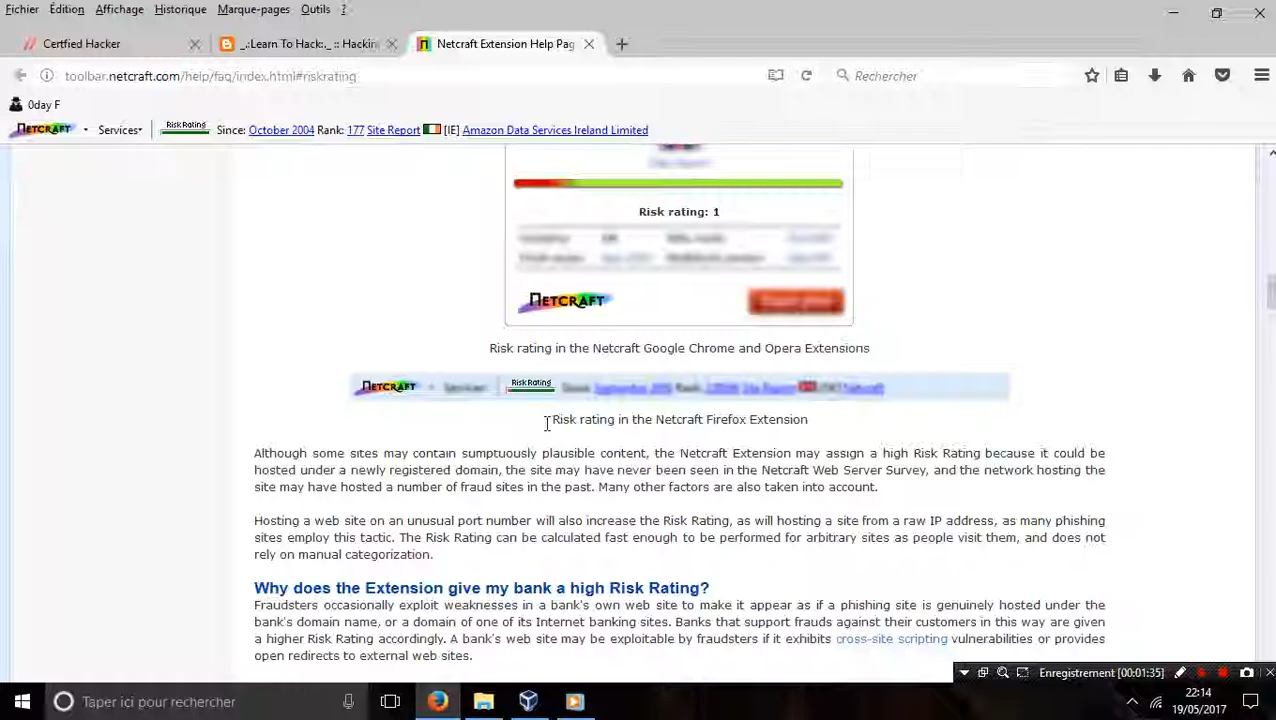 Fichier Édition Affichage Historique Marque-pages Outils ?
Certfied Hacker
_.:Learn To Hack:._ :: Hacking
Netcraft Extension Help Pag
toolbar.netcraft.com/help/faq/index.html#riskrating
Rechercher
0day F
NETCRAFT Services Risk Rating Since: October 2004 Rank: 177 Site Report [IE] Amazon Data Services Ireland Limited
Risk rating: 1
NETCRAFT
Risk rating in the Netcraft Google Chrome and Opera Extensions
NETCRAFT Services Risk Rating
Risk rating in the Netcraft Firefox Extension
Although some sites may contain sumptuously plausible content, the Netcraft Extension may assign a high Risk Rating because it could be
hosted under a newly registered domain, the site may have never been seen in the Netcraft Web Server Survey, and the network hosting the
site may have hosted a number of fraud sites in the past. Many other factors are also taken into account.
Hosting a web site on an unusual port number will also increase the Risk Rating, as will hosting a site from a raw IP address, as many phishing
sites employ this tactic. The Risk Rating can be calculated fast enough to be performed for arbitrary sites as people visit them, and does not
rely on manual categorization.
Why does the Extension give my bank a high Risk Rating?
Fraudsters occasionally exploit weaknesses in a bank's own web site to make it appear as if a phishing site is genuinely hosted under the
bank's domain name, or a domain of one of its Internet banking sites. Banks that support frauds against their customers in this way are given
a higher Risk Rating accordingly. A bank's web site may be exploitable by fraudsters if it exhibits cross-site scripting vulnerabilities or provides
open redirects to external web sites.
Enregistrement [00:01:35]
Taper ici pour rechercher
22:14
19/05/2017